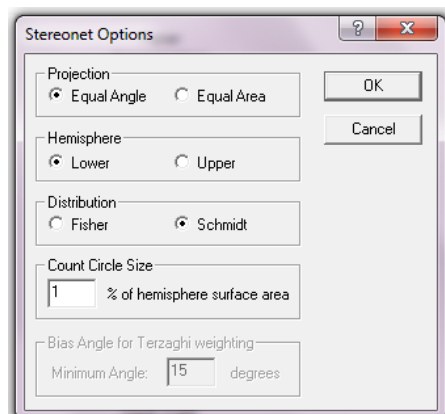 Stereonet Options
Projection
Equal Angle Equal Area
OK
Hemisphere
Cancel
Lower Upper
Distribution
Fisher Schmidt
Count Circle Size
1 % of hemisphere surface area
Bias Angle for Terzaghi weighting
Minimum Angle: 15 degrees